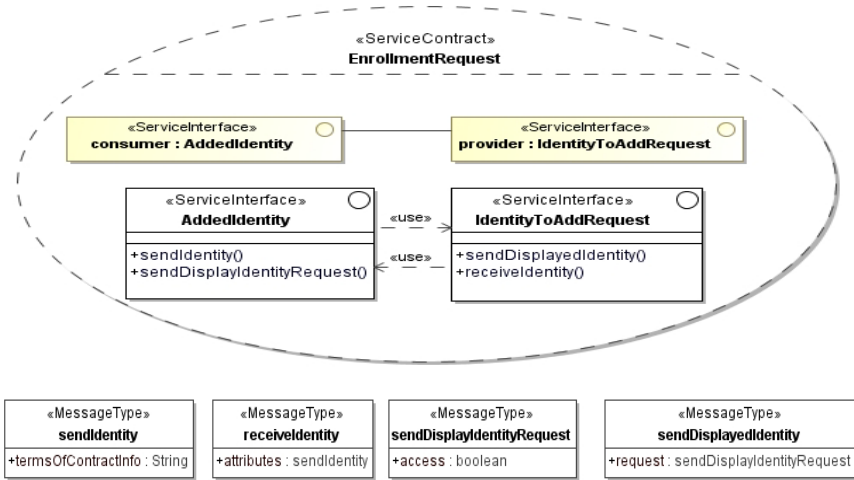 «ServiceContract»
EnrollmentRequest
«ServiceInterface»
consumer : AddedIdentity
«ServiceInterface»
provider : IdentityToAddRequest
«ServiceInterface»
AddedIdentity
+sendIdentity()
+sendDisplayIdentityRequest()
«use»
«use»
«ServiceInterface»
IdentityToAddRequest
+sendDisplayedIdentity()
+receiveIdentity()
«MessageType»
sendIdentity
+termsOfContractInfo : String
«MessageType»
receiveIdentity
+attributes : sendIdentity
«MessageType»
sendDisplayIdentityRequest
+access : boolean
«MessageType»
sendDisplayedIdentity
+request : sendDisplayIdentityRequest